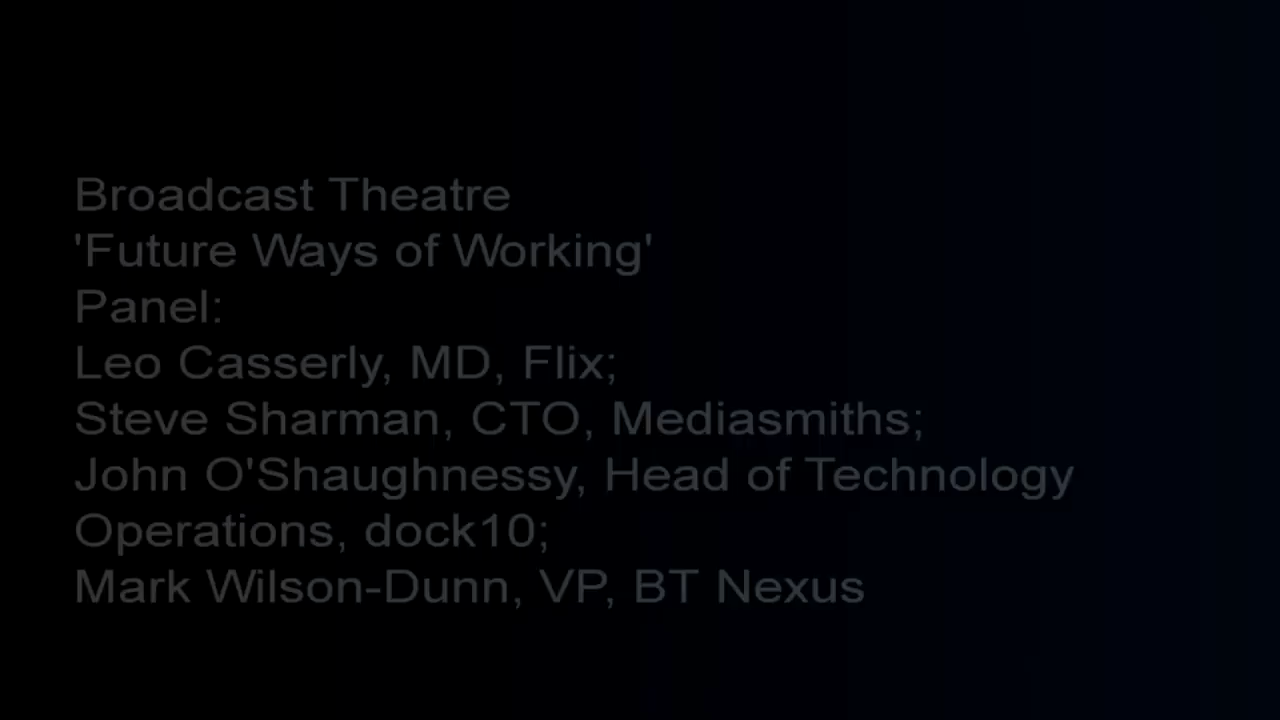 Broadcast Theatre
'Future Ways of Working'
Panel:
Leo Casserly, MD, Flix;
Steve Sharman, CTO, Mediasmiths;
John O'Shaughnessy, Head of Technology
Operations, dock10;
Mark Wilson-Dunn, VP, BT Nexus